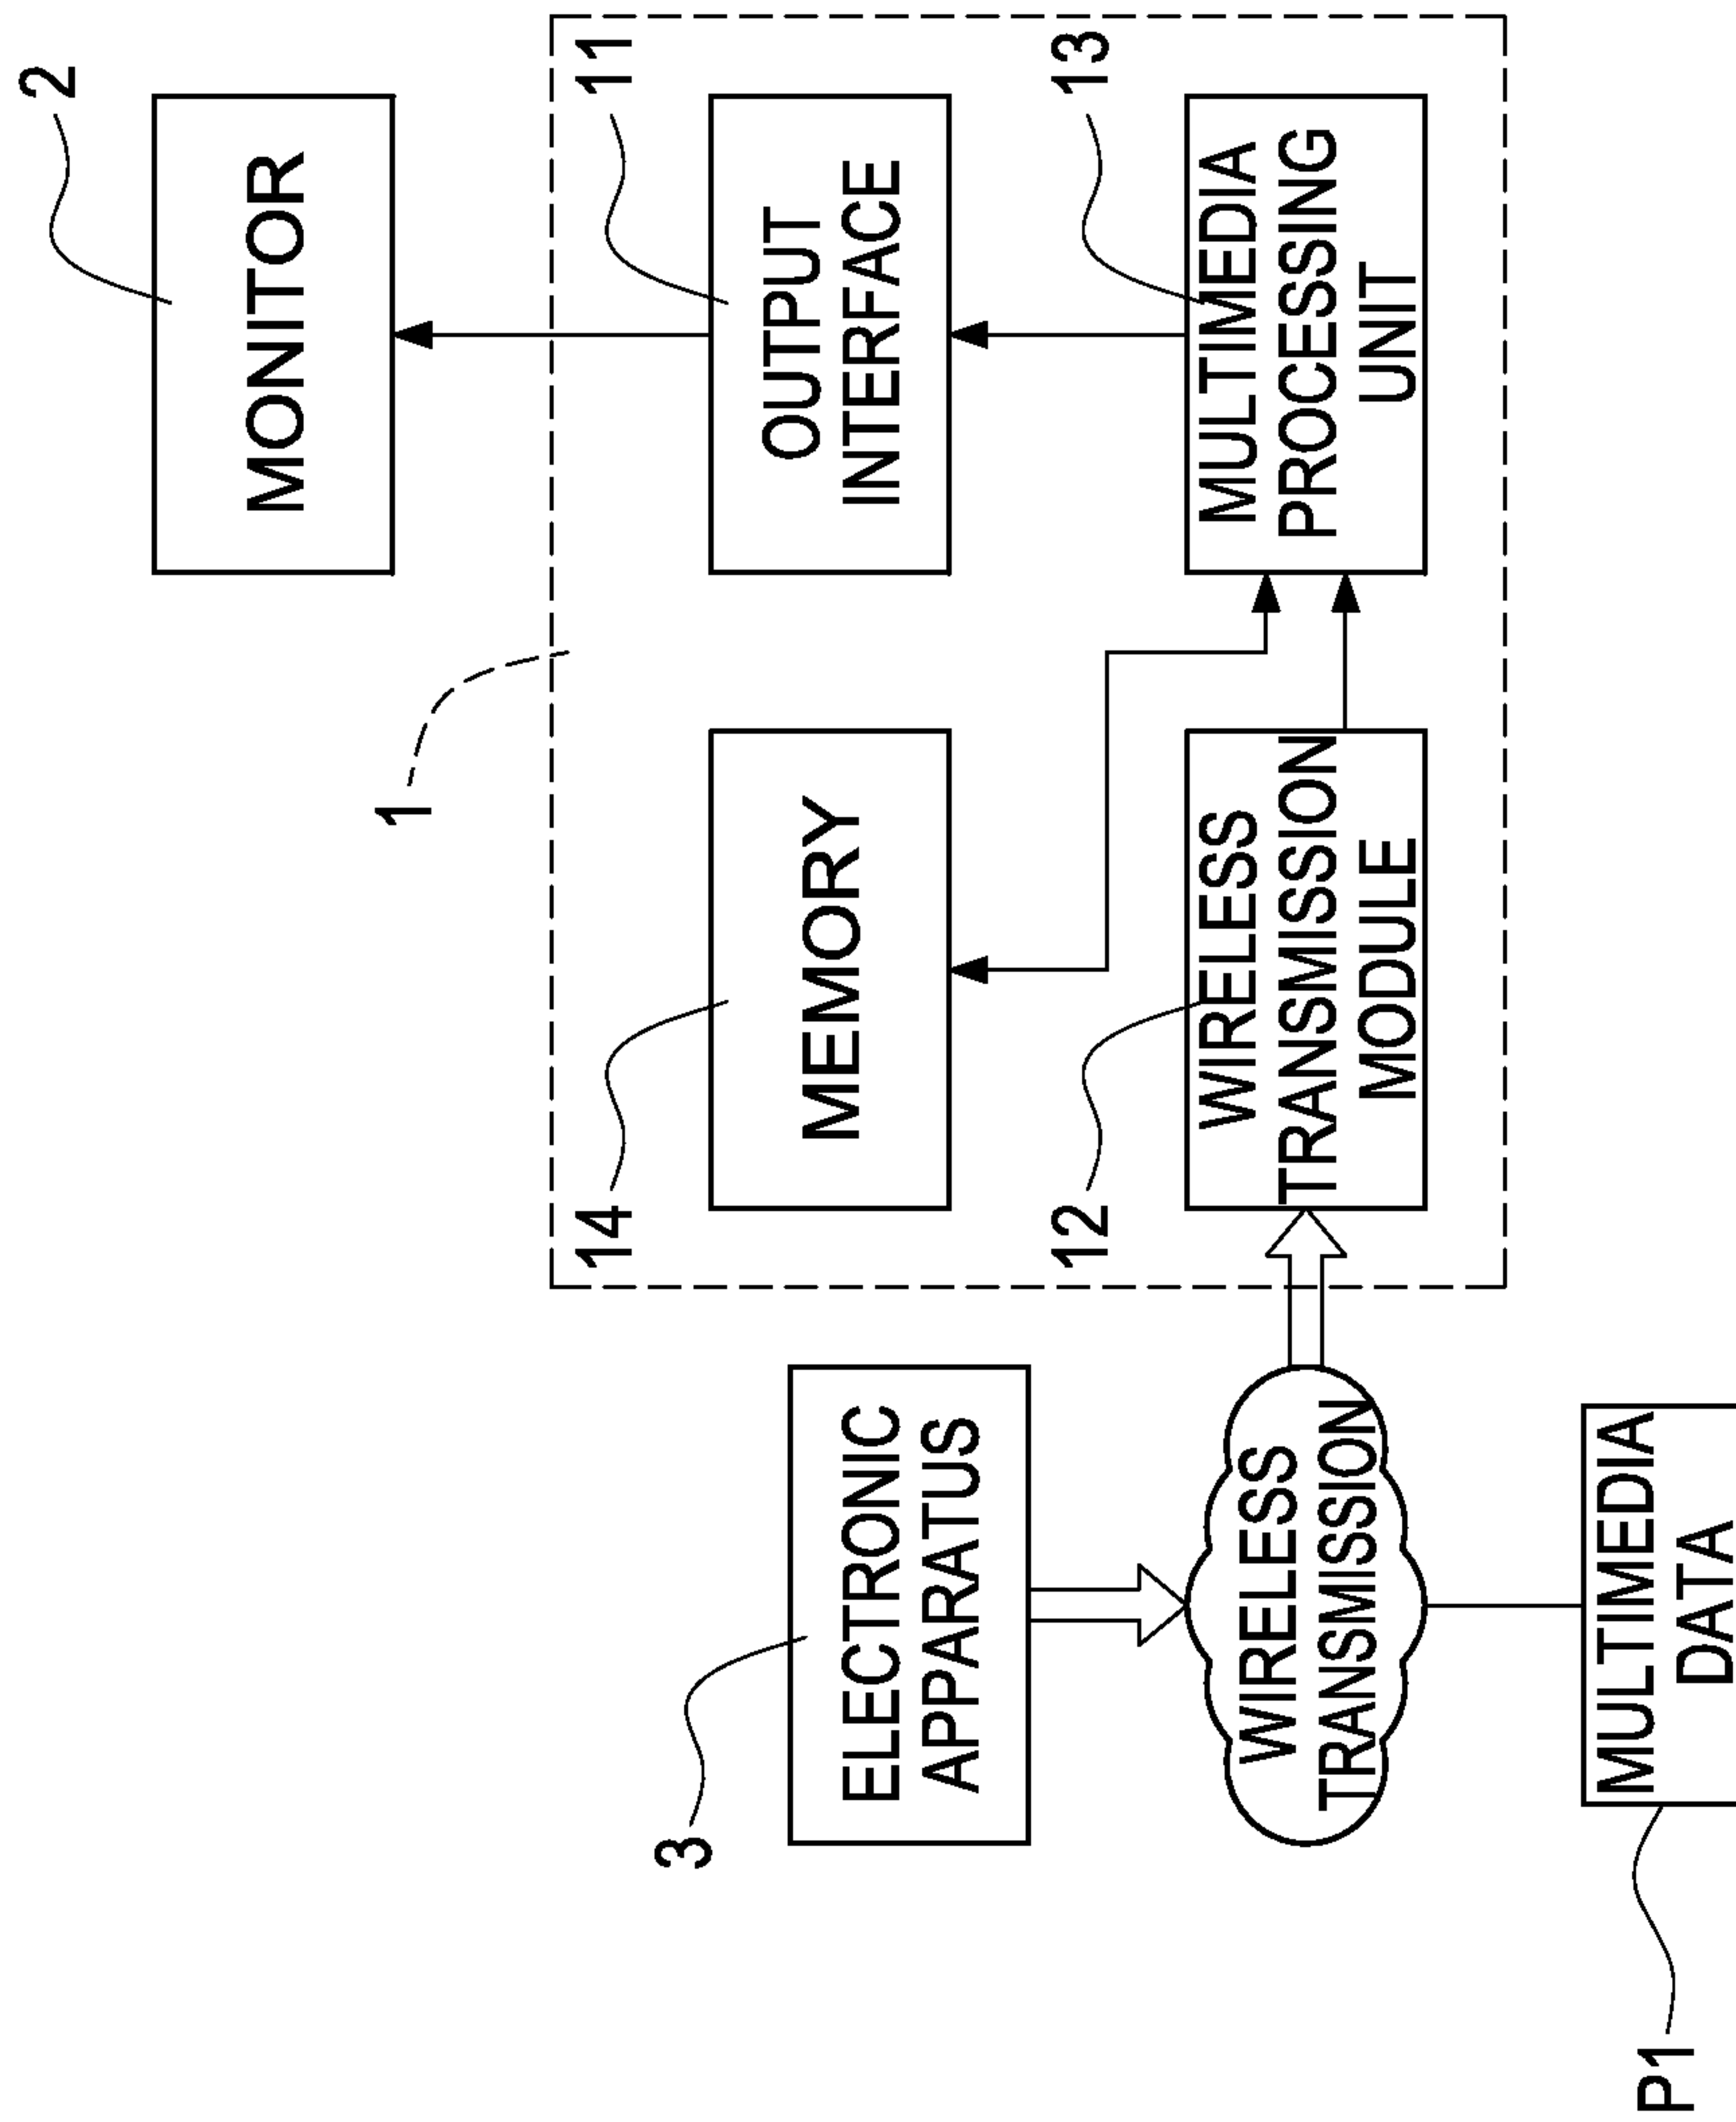 2
MONITOR
11
OUTPUT
INTERFACE
13
MULTIMEDIA
PROCESSING
UNIT
1
14
MEMORY
12
WIRELESS
TRANSMISSION
MODULE
3
ELECTRONIC
APPARATUS
WIRELESS
TRANSMISSION
MULTIMEDIA
DATA
P1